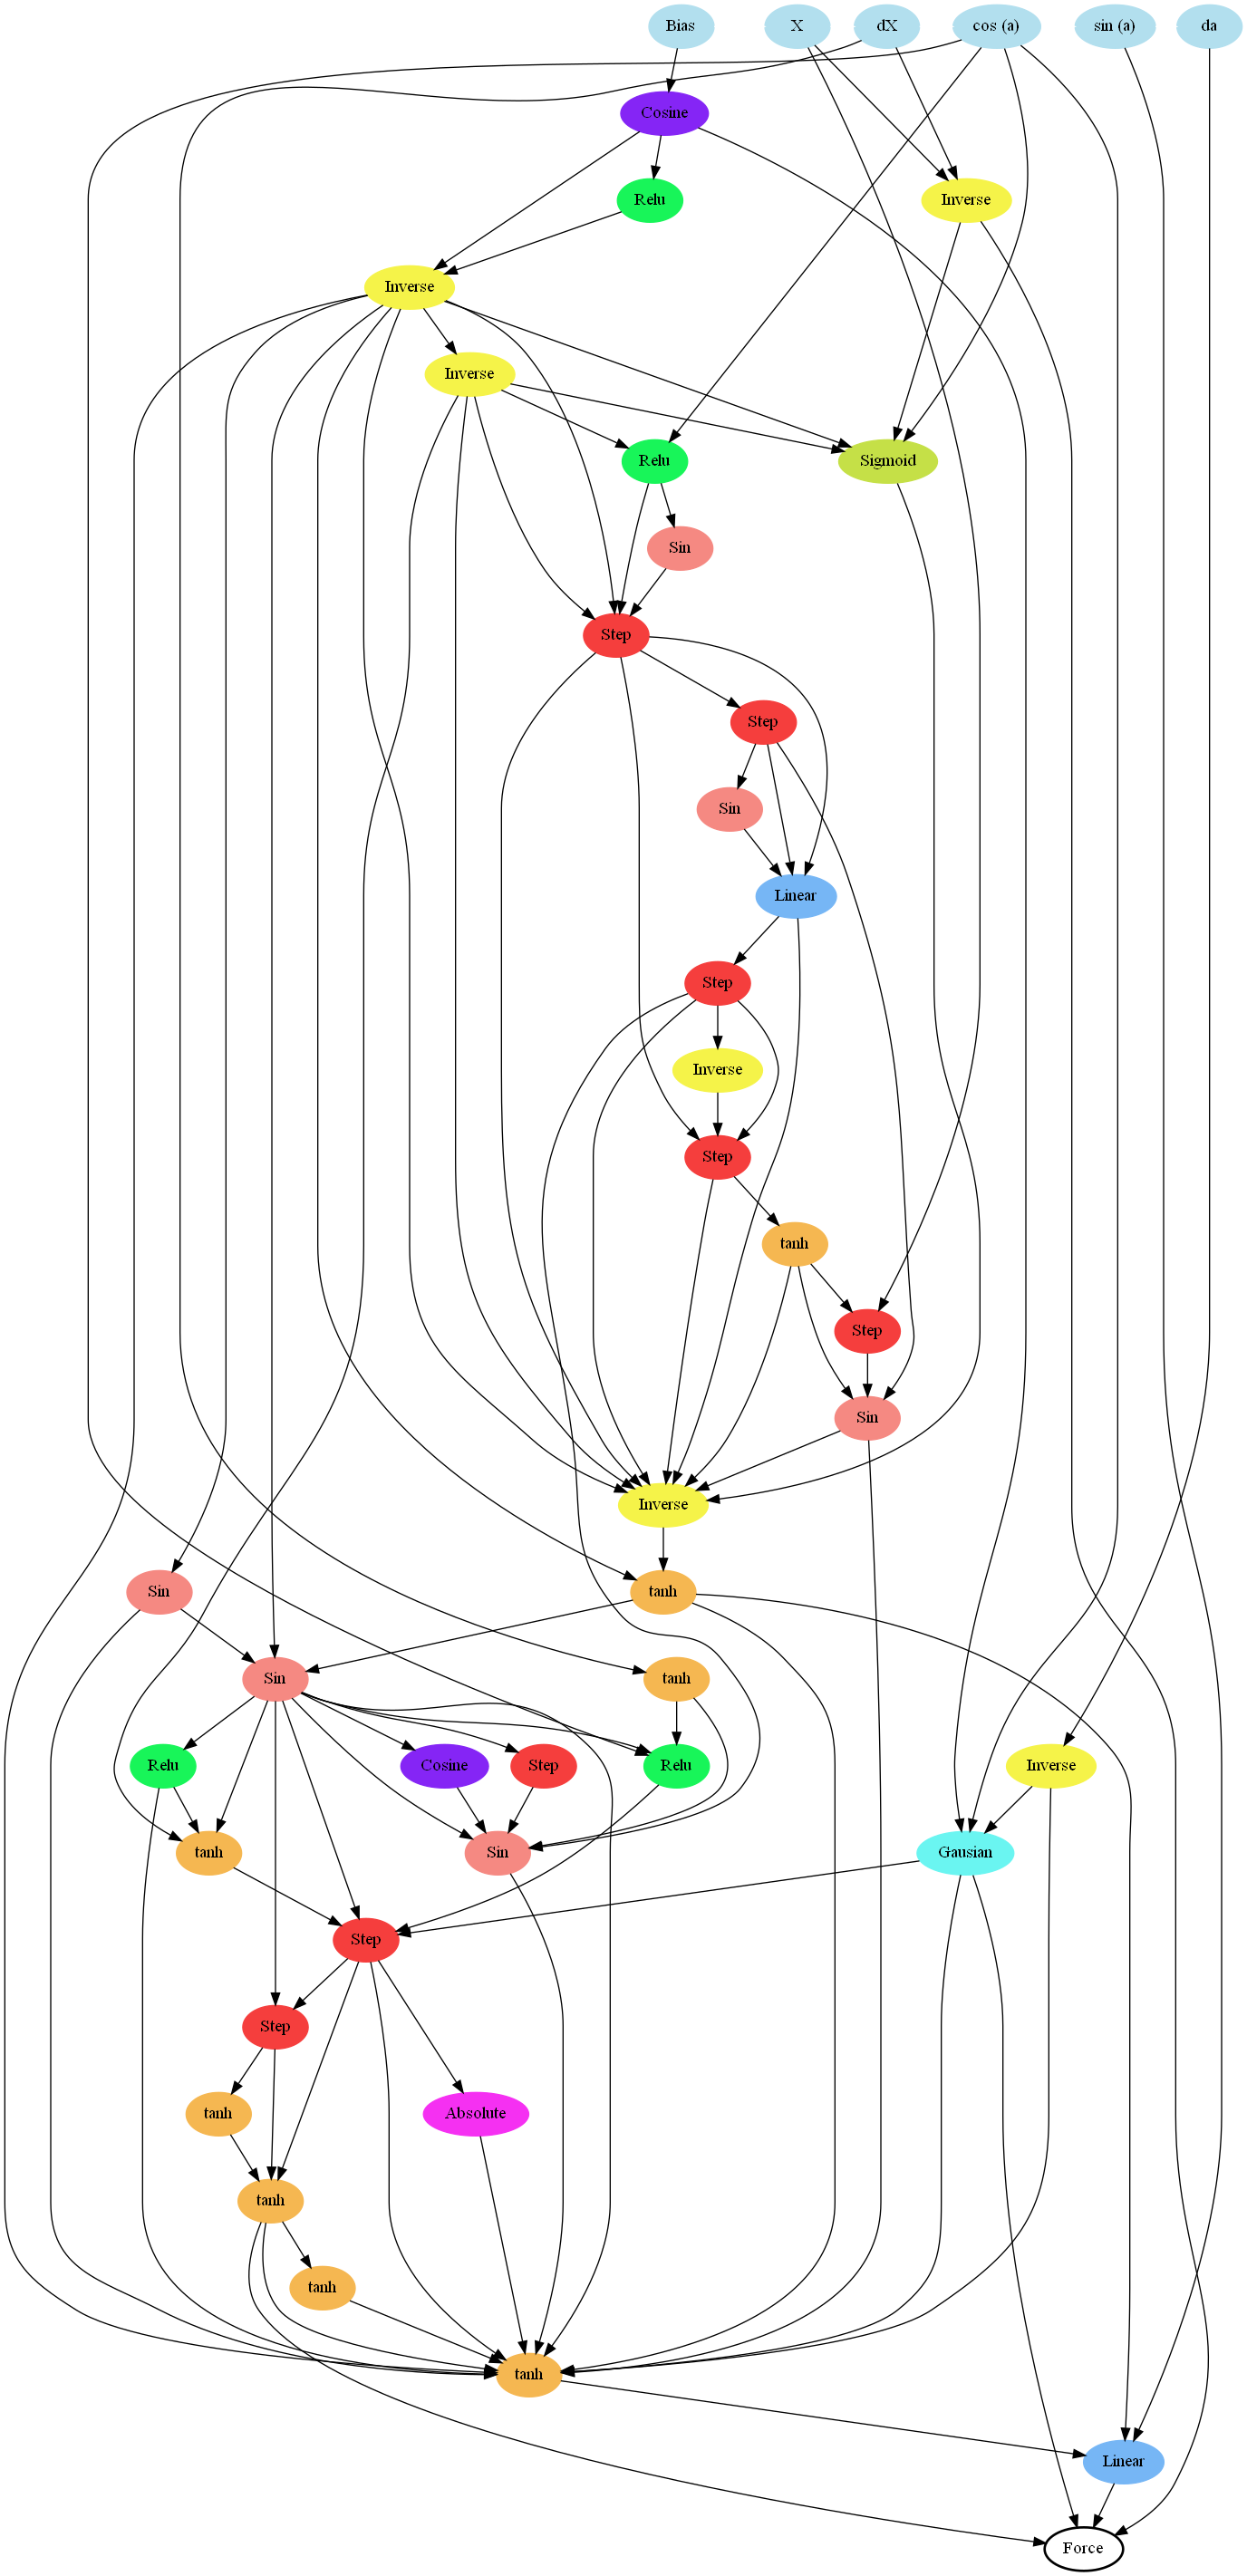 Bias X dX cos (a) sin (a) da
Cosine
Relu Inverse
Inverse
Inverse
Relu Sigmoid
Sin
Step
Step
Sin
Linear
Step
Inverse
Step
tanh
Step
Sin
Inverse
Sin tanh
Sin tanh
Relu Cosine Step Relu Inverse
tanh Sin Gausian
Step
Step
tanh Absolute
tanh
tanh
tanh
Linear
Force